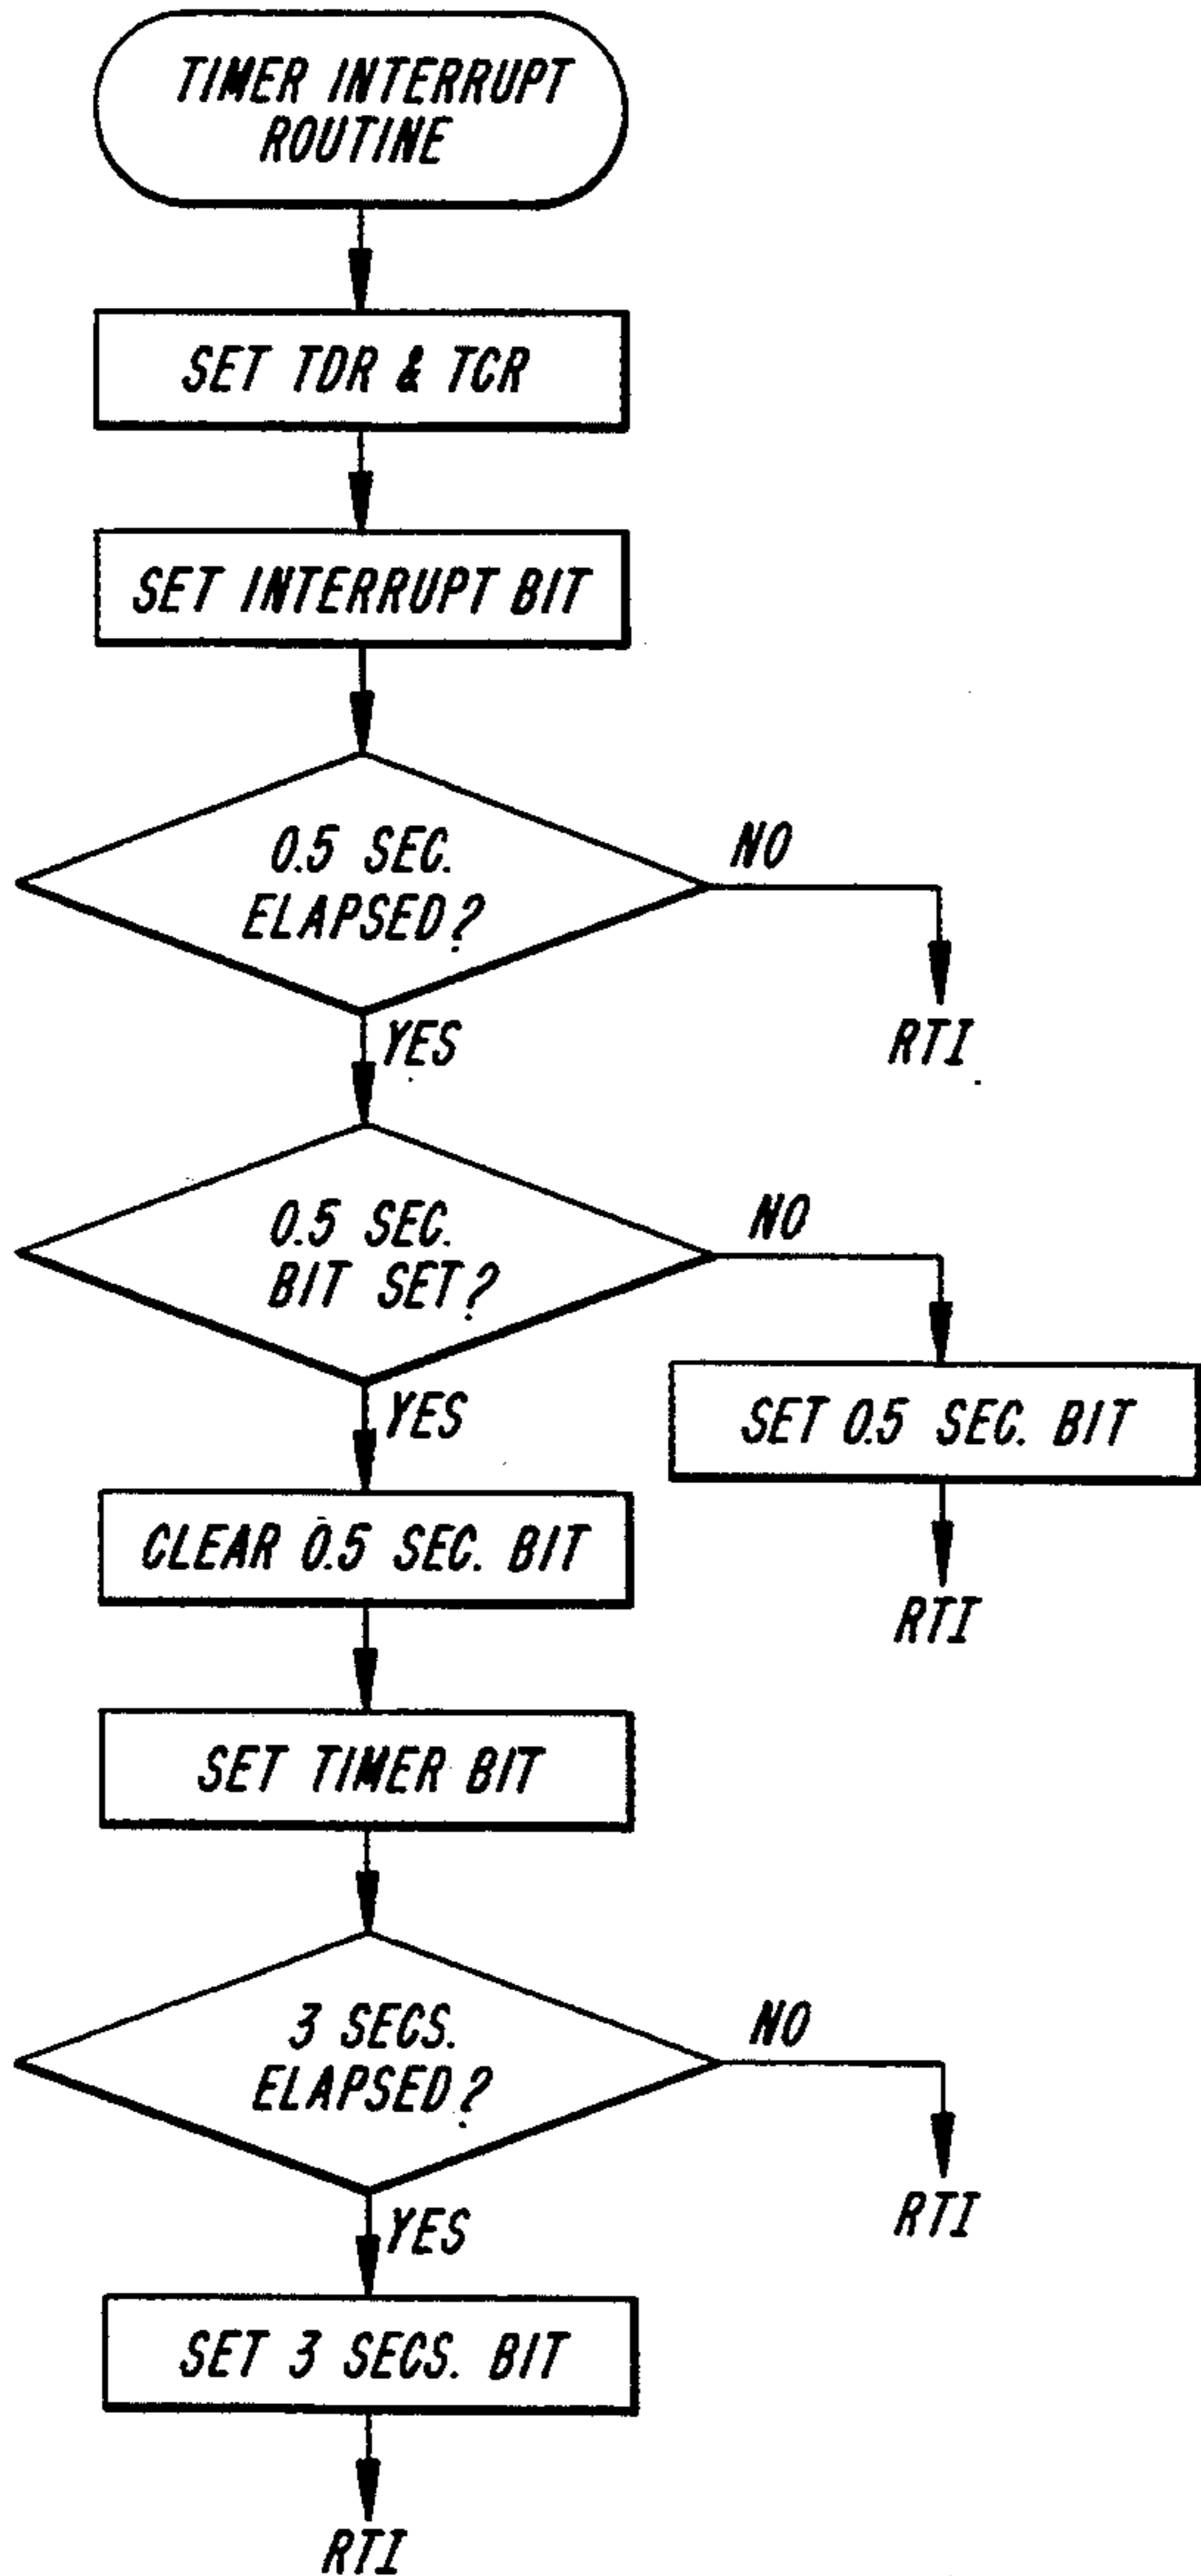 TIMER INTERRUPT
ROUTINE
SET TDR & TCR
SET INTERRUPT BIT
0.5 SEC.
ELAPSED?
NO
RTI
YES
0.5 SEC.
BIT SET?
NO
SET 0.5 SEC. BIT
RTI
YES
CLEAR 0.5 SEC. BIT
SET TIMER BIT
3 SECS.
ELAPSED?
NO
RTI
YES
SET 3 SECS. BIT
RTI